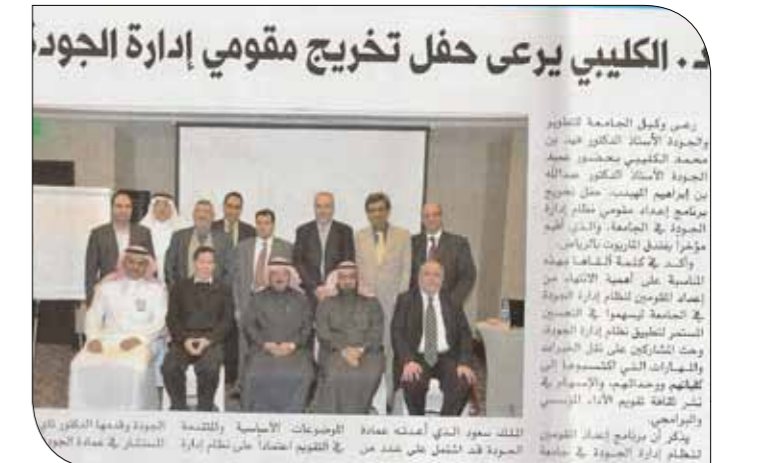 د. الكليبي يرعى حفل تخريج مقومي إدارة الجودة
رعى وكيل الجامعة للتطوير
والجودة الأستاذ الدكتور فهد بن
محمد الكليبي بحضور عميد
الجودة الأستاذ الدكتور عبدالله
بن إبراهيم المهيدب، حفل تخريج
برنامج إعداد مقومي نظام إدارة
الجودة في الجامعة، والذي أقيم
مؤخراً بفندق الماريوت بالرياض.
وأكد في كلمة ألقاها بهذه
المناسبة على أهمية الانتهاء من
إعداد المقومين لنظام إدارة الجودة
في الجامعة ليسهموا في التحسين
المستمر لتطبيق نظام إدارة الجودة،
وحث المشاركين على نقل الخبرات
والمهارات التي اكتسبوها إلى
كلياتهم ووحداتهم، والإسهام في
نشر ثقافة تقويم الأداء المؤسسي
والبرامجي.
يذكر أن برنامج إعداد المقومين
لنظام إدارة الجودة في جامعة
الملك سعود الذي أعدته عمادة
الجودة قد اشتمل على عدد من
الموضوعات الأساسية والمتقدمة
في التقويم اعتماداً على نظام إدارة
الجودة وقدمها الدكتور
المستشار في عمادة الجودة